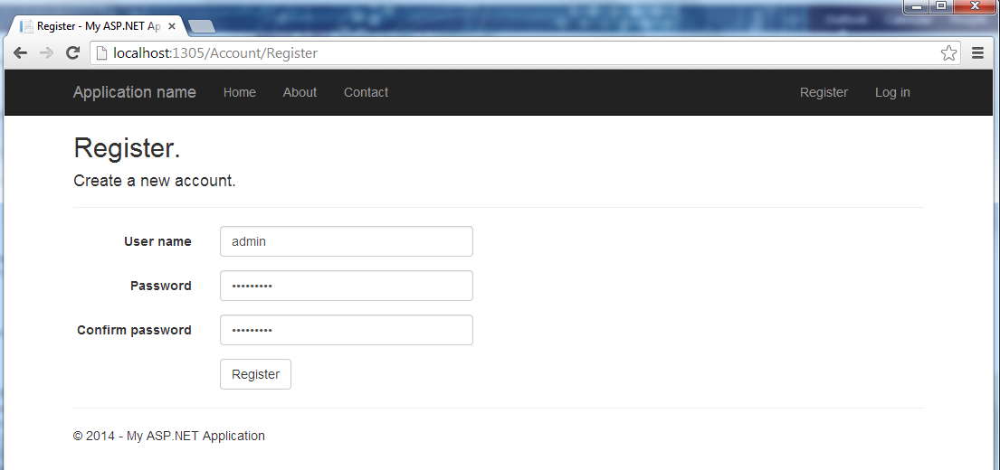 Register - My ASP.NET Ap
localhost:1305/Account/Register
Application name Home About Contact Register Log in
Register.
Create a new account.
User name admin
Password •••••••••
Confirm password •••••••••
Register
© 2014 - My ASP.NET Application